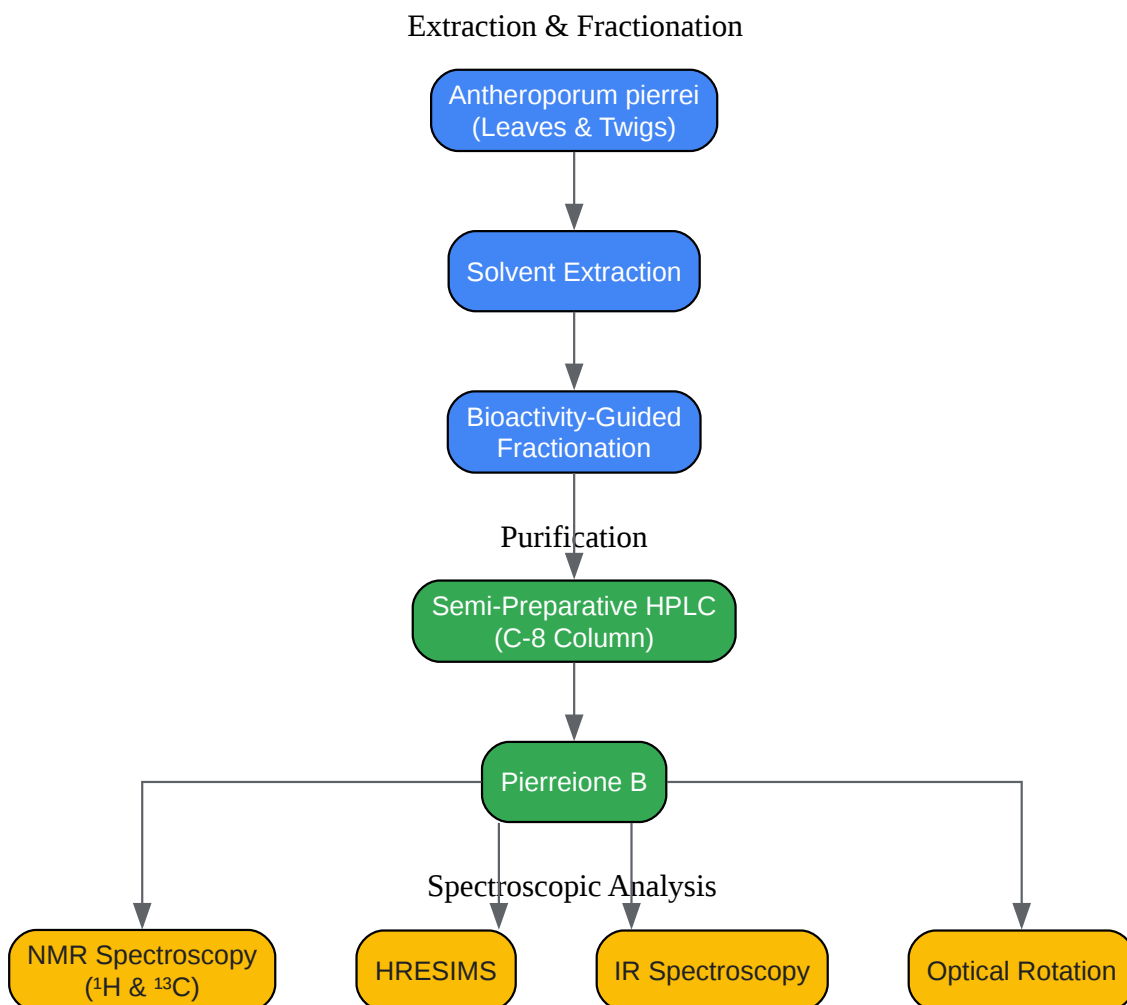 Extraction & Fractionation
Antheroporum pierrei
(Leaves & Twigs)
Solvent Extraction
Bioactivity-Guided
Fractionation
Purification
Semi-Preparative HPLC
(C-8 Column)
Pierreione B
Spectroscopic Analysis
NMR Spectroscopy
(¹H & ¹³C)
HRESIMS
IR Spectroscopy
Optical Rotation